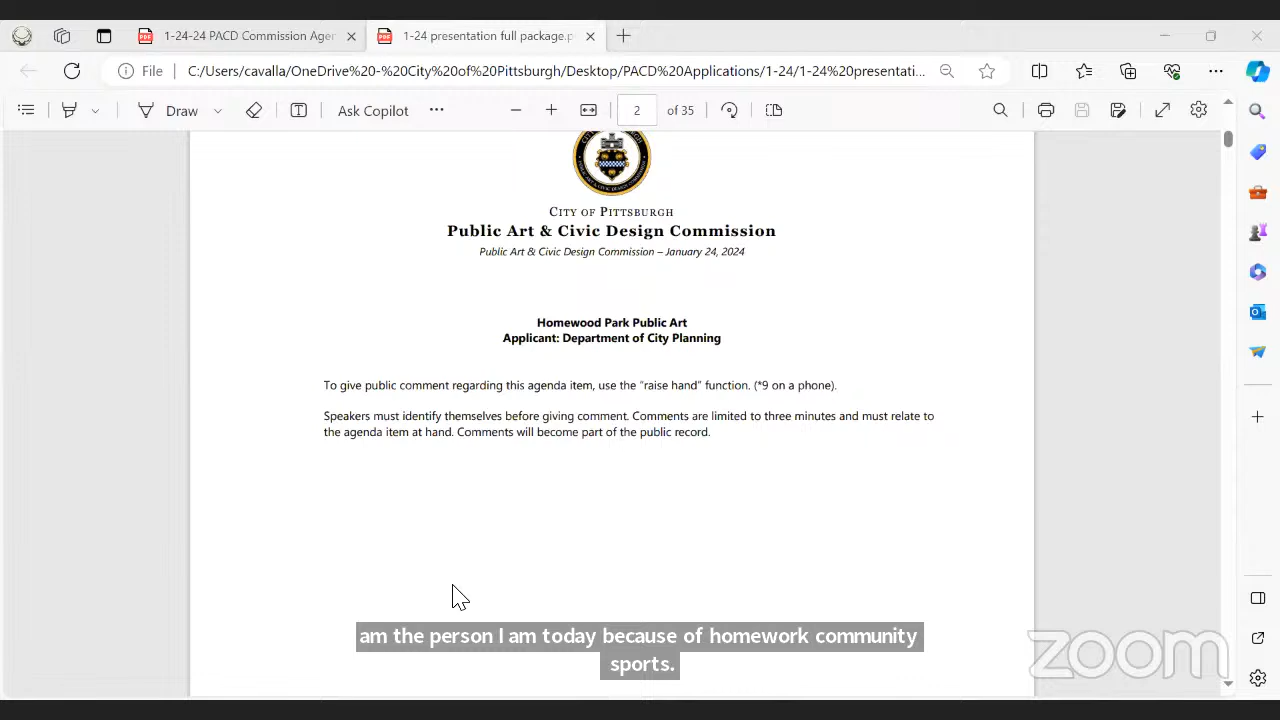 1-24-24 PACD Commission Ager
1-24 presentation full package.p
File
C:/Users/cavalla/OneDrive%20-%20City%20of%20Pittsburgh/Desktop/PACD%20Applications/1-24/1-24%20presentati...
Draw
Ask Copilot
2 of 35
CITY OF PITTSBURGH
Public Art & Civic Design Commission
Public Art & Civic Design Commission – January 24, 2024
Homewood Park Public Art
Applicant: Department of City Planning
To give public comment regarding this agenda item, use the "raise hand" function. (*9 on a phone).
Speakers must identify themselves before giving comment. Comments are limited to three minutes and must relate to
the agenda item at hand. Comments will become part of the public record.
am the person I am today because of homework community
sports.
zoom